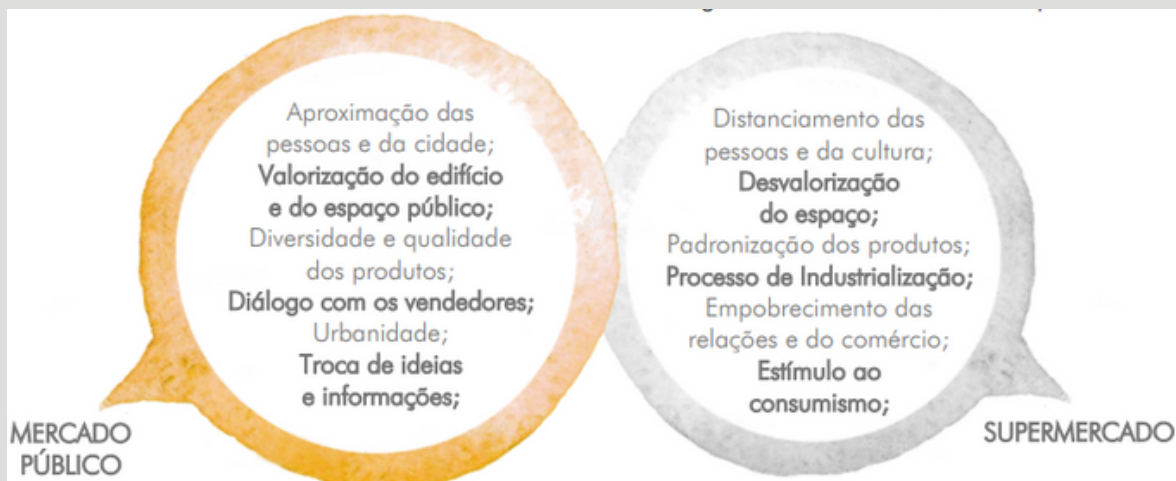 Aproximação das
pessoas e da cidade;
Valorização do edifício
e do espaço público;
Diversidade e qualidade
dos produtos;
Diálogo com os vendedores;
Urbanidade;
Troca de ideias
e informações;
MERCADO
PÚBLICO
Distanciamento das
pessoas e da cultura;
Desvalorização
do espaço;
Padronização dos produtos;
Processo de Industrialização;
Empobrecimento das
relações e do comércio;
Estímulo ao
consumismo;
SUPERMERCADO